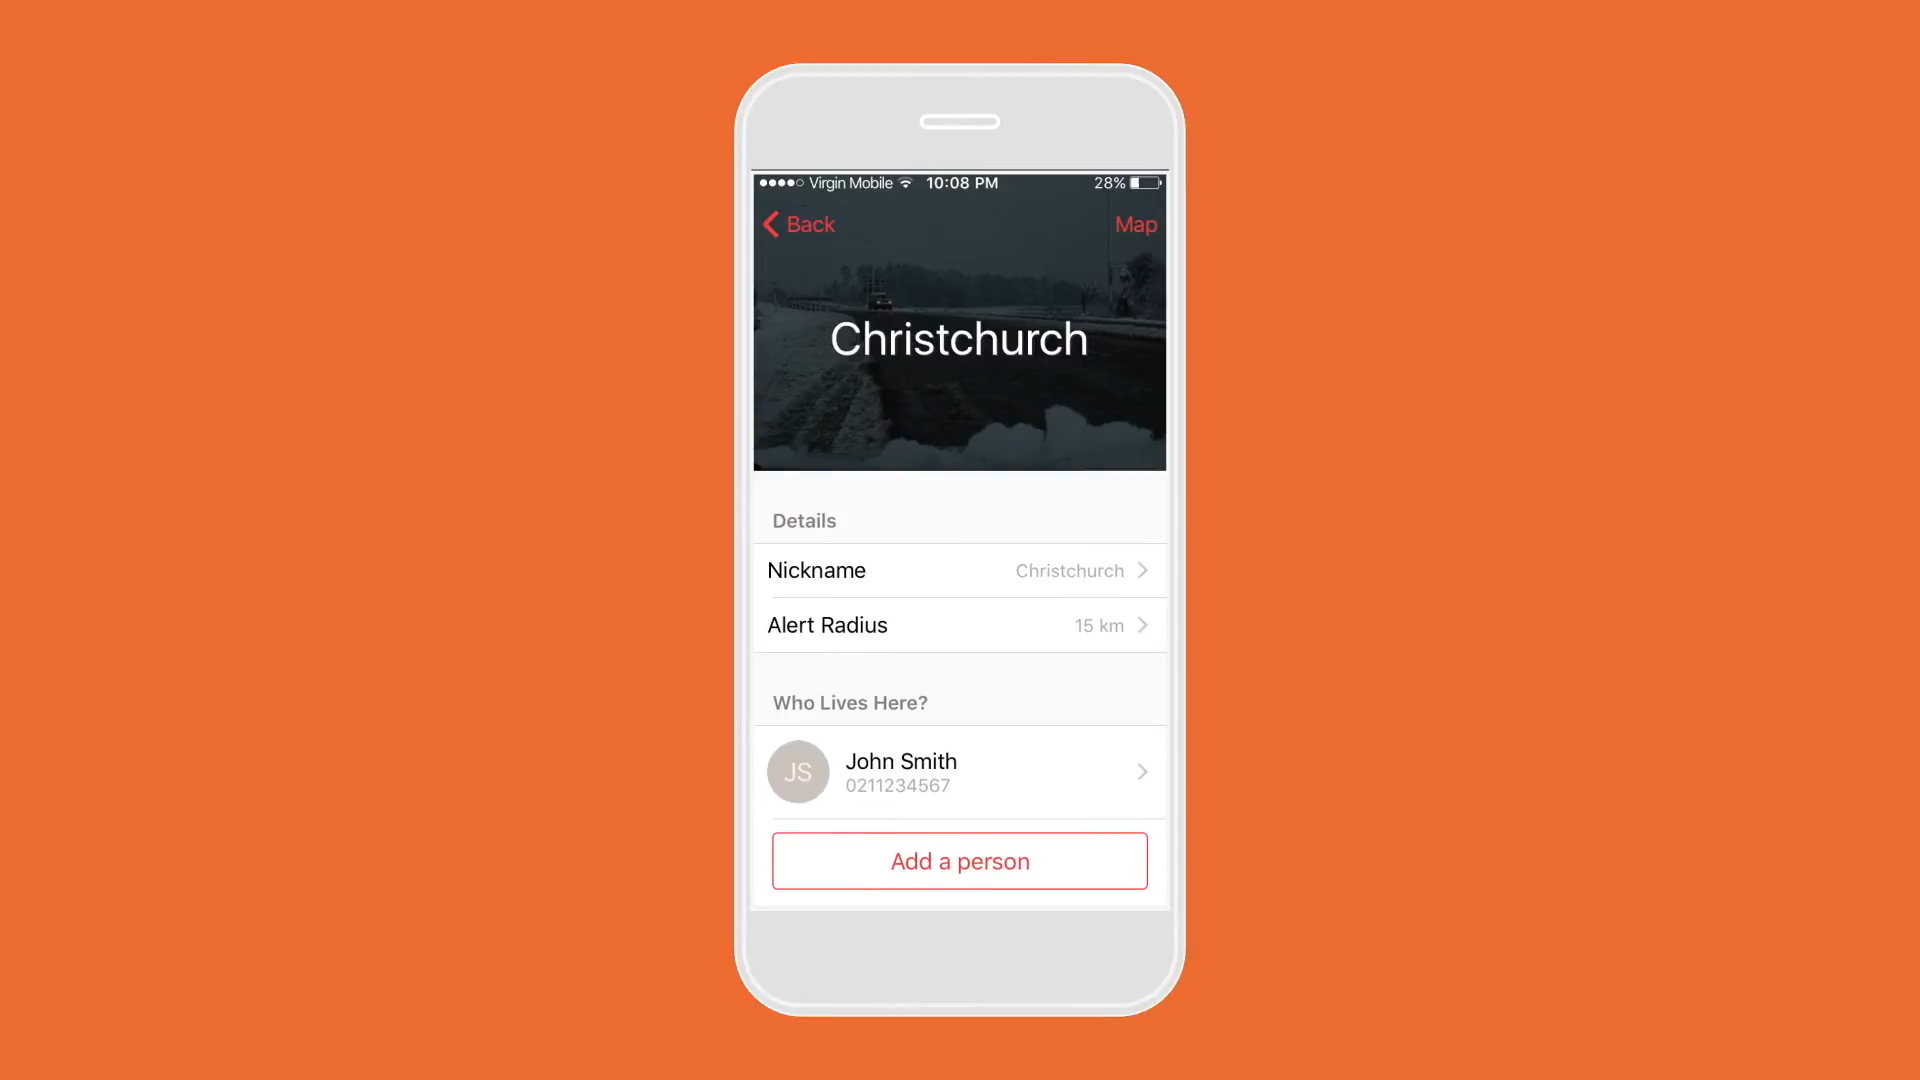 Virgin Mobile 10:08 PM 28%
Back Map
Christchurch
Details
Nickname Christchurch
Alert Radius 15 km
Who Lives Here?
JS John Smith
0211234567
Add a person